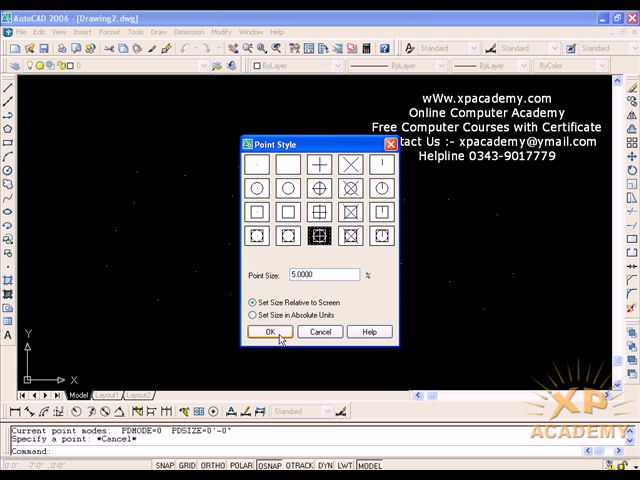 AutoCAD 2006 - [Drawing2.dwg]
File Edit View Insert Format Tools Draw Dimension Modify Window Help
Standard Standard
0 ByLayer ByLayer ByLayer ByColor
wWw.xpacademy.com
Online Computer Academy
Free Computer Courses with Certificate
tact Us :- xpacademy@ymail.com
Helpline 0343-9017779
Point Style
Point Size: 5.0000 %
Set Size Relative to Screen
Set Size in Absolute Units
OK Cancel Help
Y
X
Model Layout1 Layout2
Standard
XP
ACADEMY
Current point modes: PDMODE=0 PDSIZE=0'-0"
Specify a point: *Cancel*
Command:
SNAP GRID ORTHO POLAR OSNAP OTRACK DYN LWT MODEL